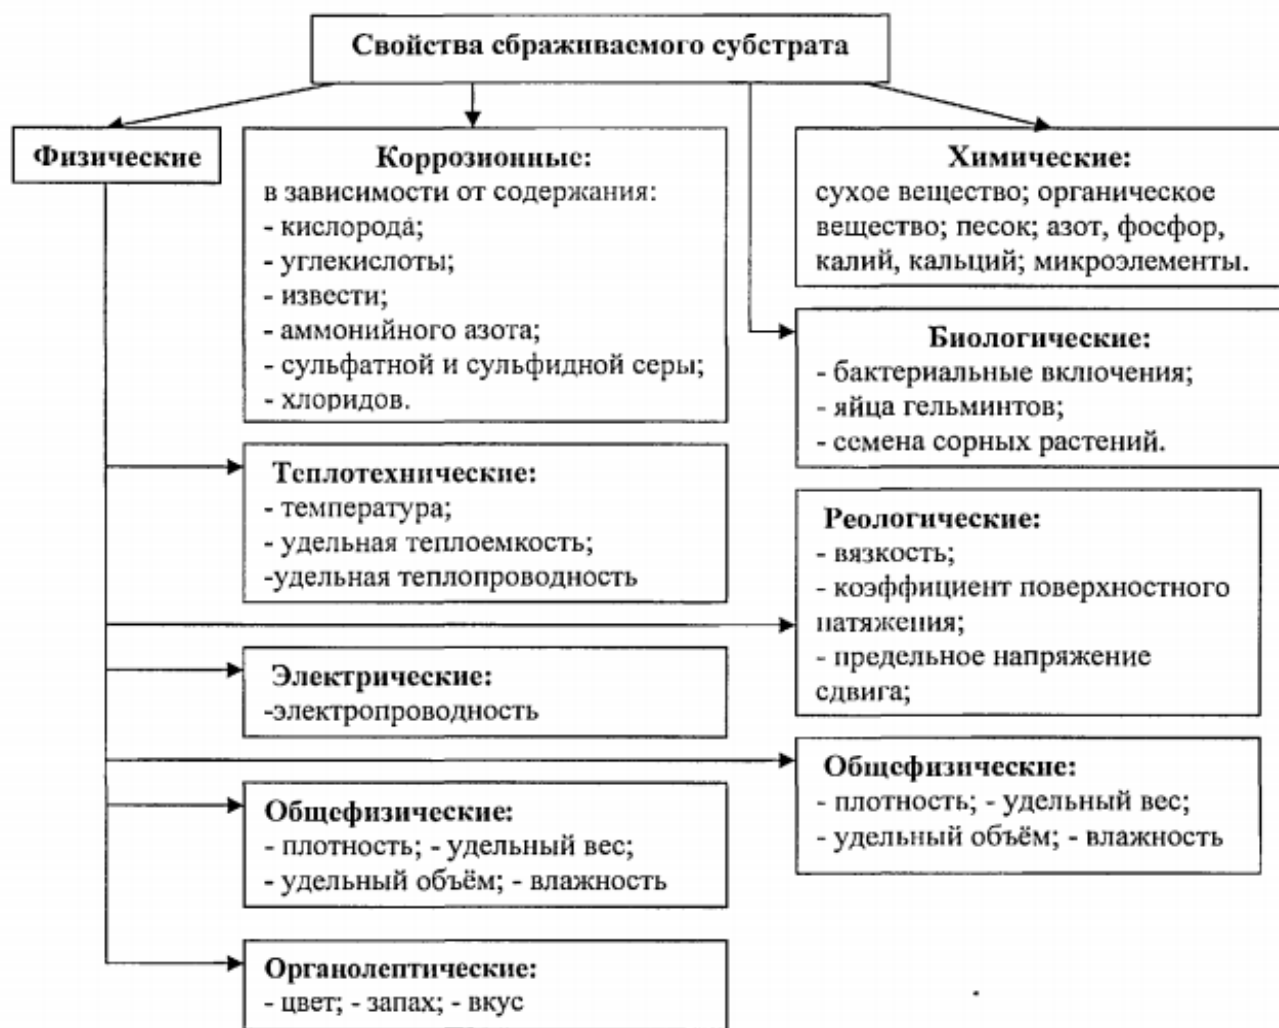 Свойства сбраживаемого субстрата
Физические
Коррозионные:
в зависимости от содержания:
- кислорода;
- углекислоты;
- извести;
- аммонийного азота;
- сульфатной и сульфидной серы;
- хлоридов.
Химические:
сухое вещество; органическое
вещество; песок; азот, фосфор,
калий, кальций; микроэлементы.
Биологические:
- бактериальные включения;
- яйца гельминтов;
- семена сорных растений.
Теплотехнические:
- температура;
- удельная теплоемкость;
-удельная теплопроводность
Реологические:
- вязкость;
- коэффициент поверхностного
натяжения;
- предельное напряжение
сдвига;
Электрические:
-электропроводность
Общефизические:
- плотность; - удельный вес;
- удельный объём; - влажность
Общефизические:
- плотность; - удельный вес;
- удельный объём; - влажность
Органолептические:
- цвет; - запах; - вкус